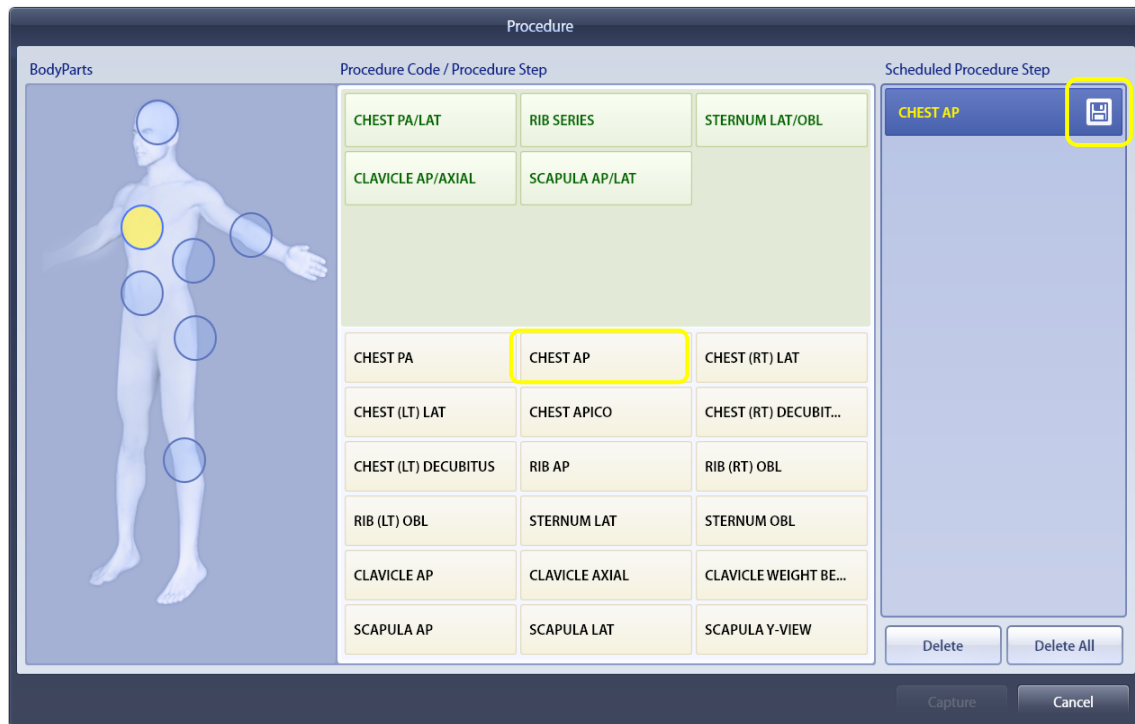 Procedure
BodyParts
Procedure Code / Procedure Step
Scheduled Procedure Step
CHEST PA/LAT
RIB SERIES
STERNUM LAT/OBL
CLAVICLE AP/AXIAL
SCAPULA AP/LAT
CHEST PA
CHEST AP
CHEST (RT) LAT
CHEST (LT) LAT
CHEST APICO
CHEST (RT) DECUBIT...
CHEST (LT) DECUBITUS
RIB AP
RIB (RT) OBL
RIB (LT) OBL
STERNUM LAT
STERNUM OBL
CLAVICLE AP
CLAVICLE AXIAL
CLAVICLE WEIGHT BE...
SCAPULA AP
SCAPULA LAT
SCAPULA Y-VIEW
CHEST AP
Delete
Delete All
Capture
Cancel